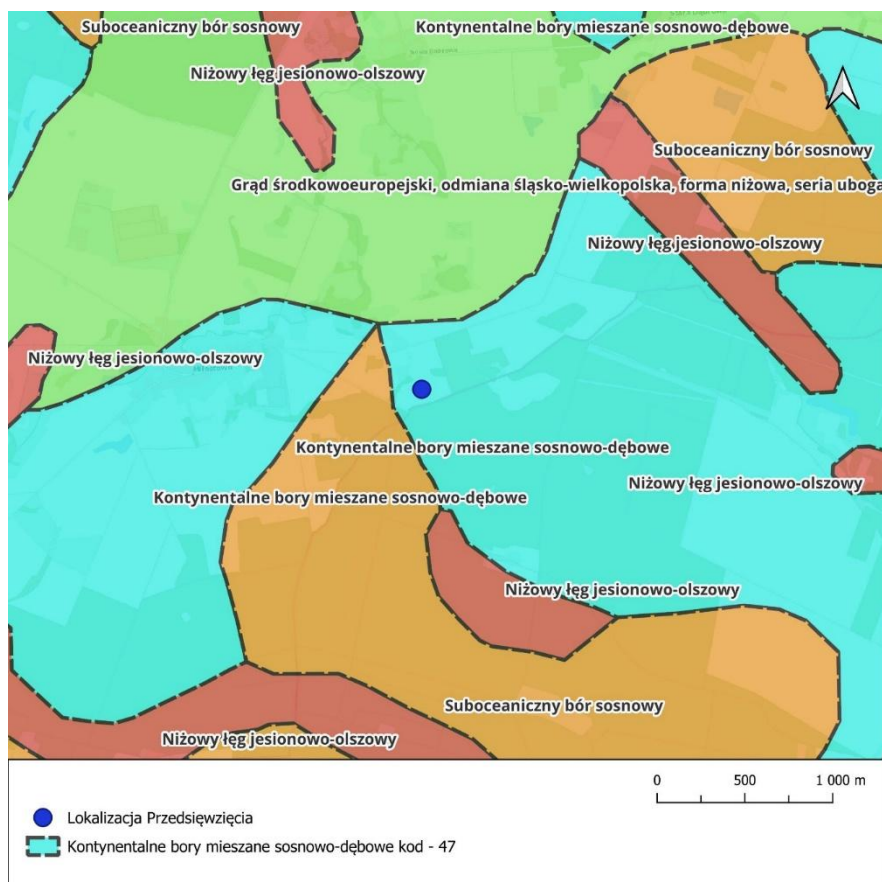 Suboceaniczny bór sosnowy
Kontynentalne bory mieszane sosnowo-dębowe
Niżowy łęg jesionowo-olszowy
Suboceaniczny bór sosnowy
Grąd środkowoeuropejski, odmiana śląsko-wielkopolska, forma niżowa, seria uboga
Niżowy łęg jesionowo-olszowy
Niżowy łęg jesionowo-olszowy
Kontynentalne bory mieszane sosnowo-dębowe
Niżowy łęg jesionowo-olszowy
Kontynentalne bory mieszane sosnowo-dębowe
Niżowy łęg jesionowo-olszowy
Suboceaniczny bór sosnowy
Niżowy łęg jesionowo-olszowy
0 500 1 000 m
Lokalizacja Przedsięwzięcia
Kontynentalne bory mieszane sosnowo-dębowe kod - 47